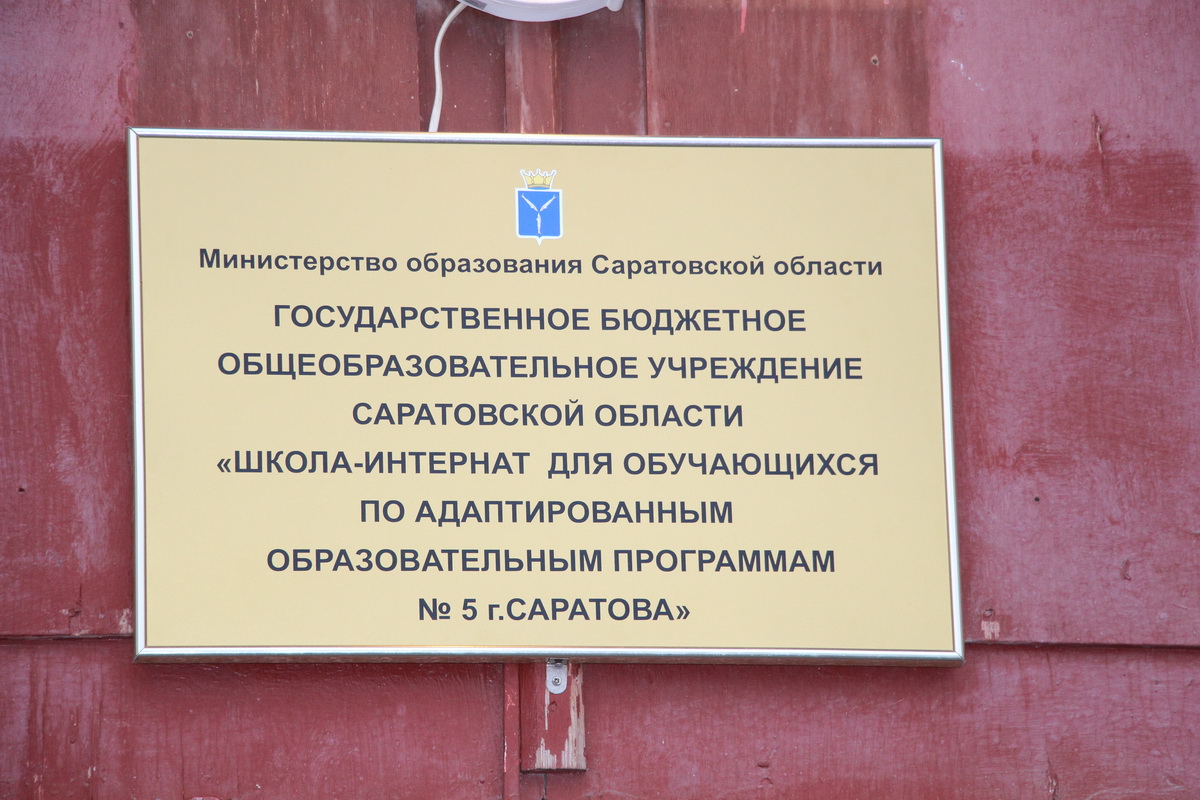 Министерство образования Саратовской области
ГОСУДАРСТВЕННОЕ БЮДЖЕТНОЕ
ОБЩЕОБРАЗОВАТЕЛЬНОЕ УЧРЕЖДЕНИЕ
САРАТОВСКОЙ ОБЛАСТИ
«ШКОЛА-ИНТЕРНАТ ДЛЯ ОБУЧАЮЩИХСЯ
ПО АДАПТИРОВАННЫМ
ОБРАЗОВАТЕЛЬНЫМ ПРОГРАММАМ
№ 5 г.САРАТОВА»